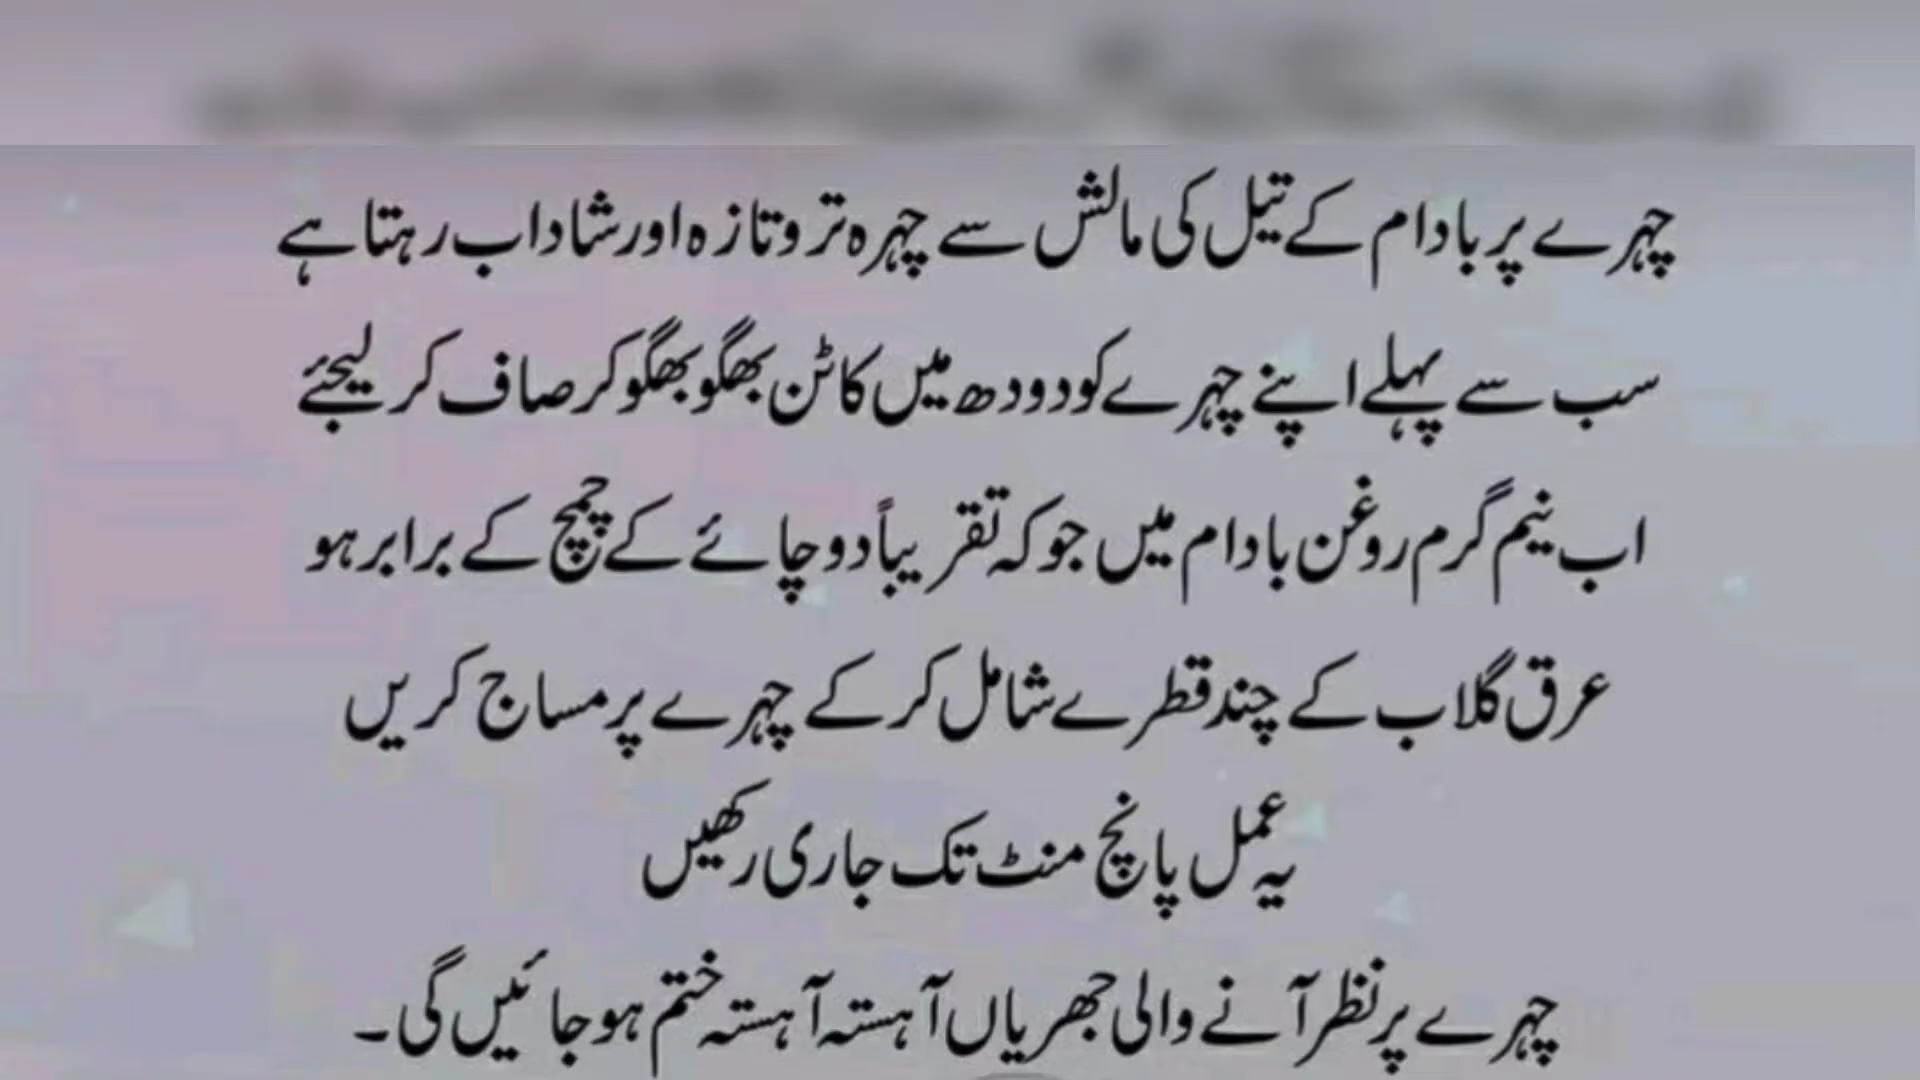 چہرے پر بادام کے تیل کی مالش سے چہرہ تر و تازہ اور شاداب رہتا ہے
سب سے پہلے اپنے چہرے کو دودھ میں کاٹن بھگو بھگو کر صاف کر لیجئے
اب نیم گرم روغن بادام میں جو کہ تقریباً دو چائے کے چمچ کے برابر ہو
عرق گلاب کے چند قطرے شامل کر کے چہرے پر مساج کریں
یہ عمل پانچ منٹ تک جاری رکھیں
چہرے پر نظر آنے والی جھریاں آہستہ آہستہ ختم ہو جائیں گی۔